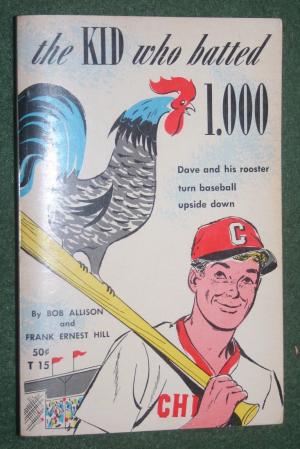 the KID who batted
1.000
Dave and his rooster
turn baseball
upside down
C
By BOB ALLISON
and
FRANK ERNEST HILL
50¢
T 15
CHI